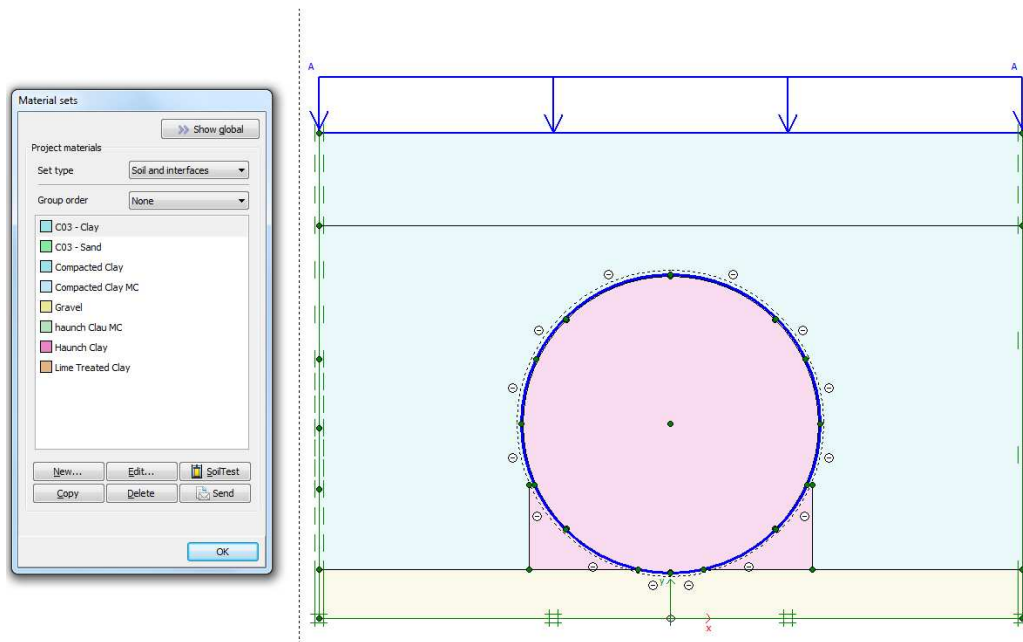 Material sets
Show global
Project materials
Set type
Soil and interfaces
Group order
None
C03 - Clay
C03 - Sand
Compacted Clay
Compacted Clay MC
Gravel
haunch Clau MC
Haunch Clay
Lime Treated Clay
New...
Edit...
SoilTest
Copy
Delete
Send
OK
A
A
y
x